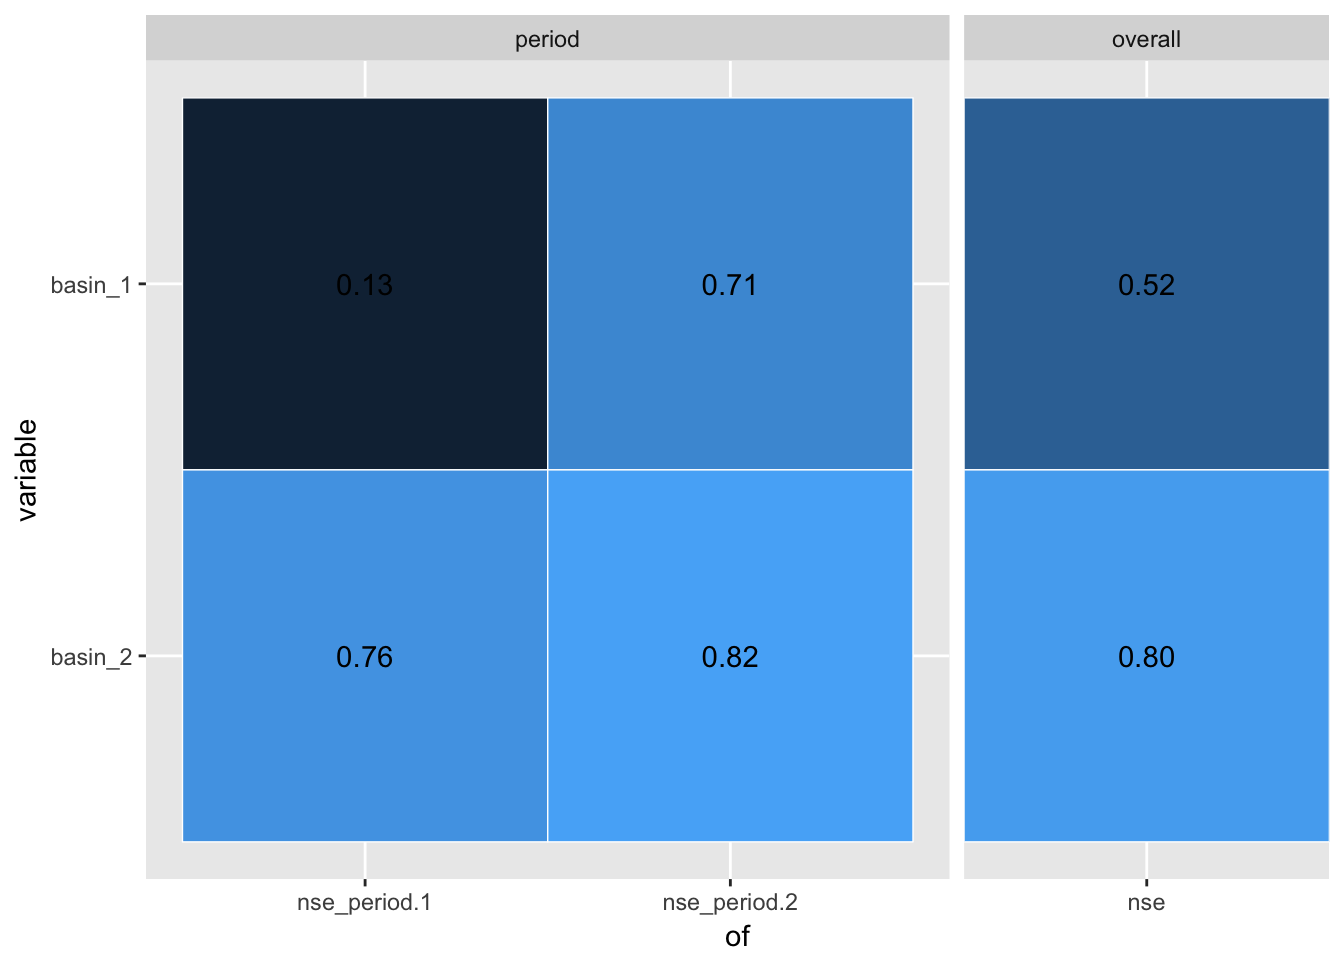 period overall
variable
basin_1 0.13 0.71 0.52
basin_2 0.76 0.82 0.80
nse_period.1 nse_period.2 nse
of